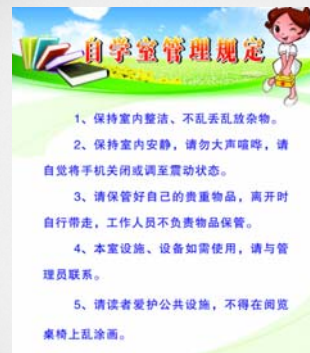 自学室管理规定
1、保持室内整洁、不乱丢乱放杂物。
2、保持室内安静，请勿大声喧哗，请
自觉将手机关闭或调至震动状态。
3、请保管好自己的贵重物品，离开时
自行带走，工作人员不负责物品保管。
4、本室设施、设备如需使用，请与管
理员联系。
5、请读者爱护公共设施，不得在阅览
桌椅上乱涂画。